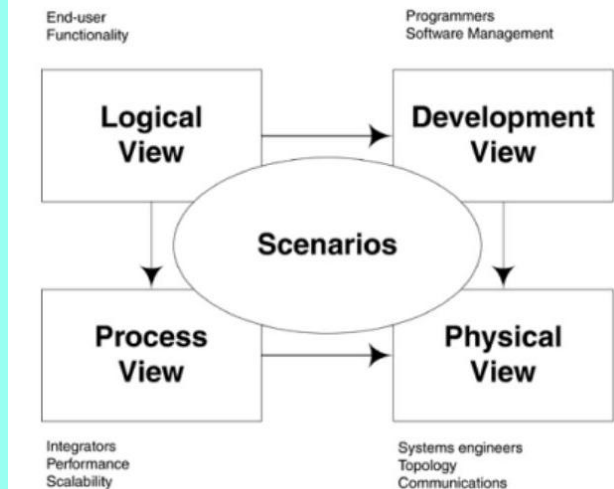 End-user
Functionality
Programmers
Software Management
Logical
View
Development
View
Scenarios
Process
View
Physical
View
Integrators
Performance
Scalability
Systems engineers
Topology
Communications